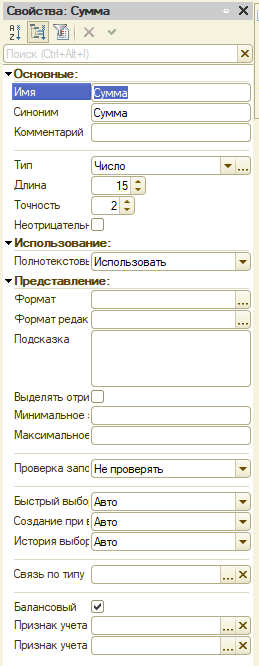 Свойства: Сумма
Поиск (Ctrl+Alt+I)
Основные:
Имя Сумма
Синоним Сумма
Комментарий
Тип Число
Длина 15
Точность 2
Неотрицательн
Использование:
Полнотекстовы Использовать
Представление:
Формат
Формат редак
Подсказка
Выделять отри
Минимальное з
Максимальное
Проверка запо Не проверять
Быстрый выбор Авто
Создание при в Авто
История выбор Авто
Связь по типу
Балансовый
Признак учета
Признак учета